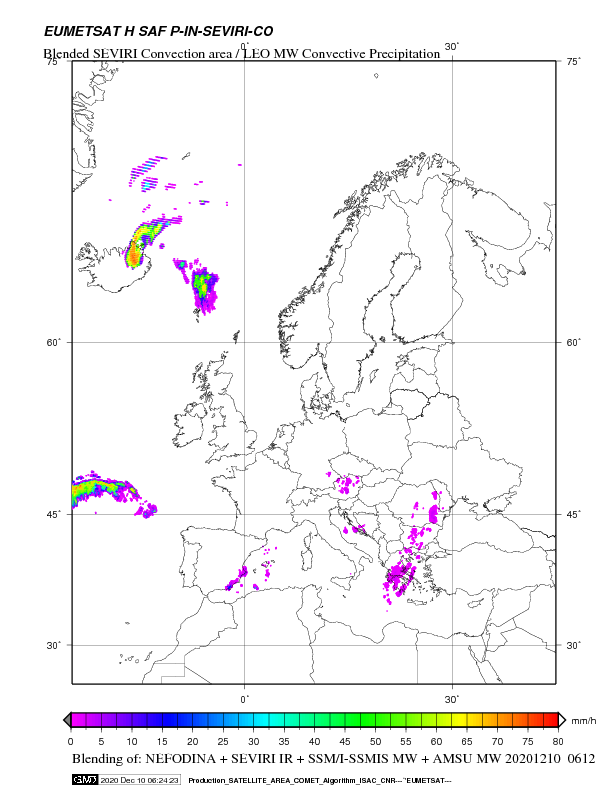 EUMETSAT H SAF P-IN-SEVIRI-CO
Blended SEVIRI Convection area / LEO MW Convective Precipitation
0° 30°
75° 75°
60° 60°
45° 45°
30° 30°
0° 30°
0 5 10 15 20 25 30 35 40 45 50 55 60 65 70 75 80 mm/h
Blending of: NEFODINA + SEVIRI IR + SSM/I-SSMIS MW + AMSU MW 20201210 0612
GMD 2020 Dec 10 06:24:23 Production_SATELLITE_AREA_COMET_Algorithm_ISAC_CNR---"EUMETSAT---